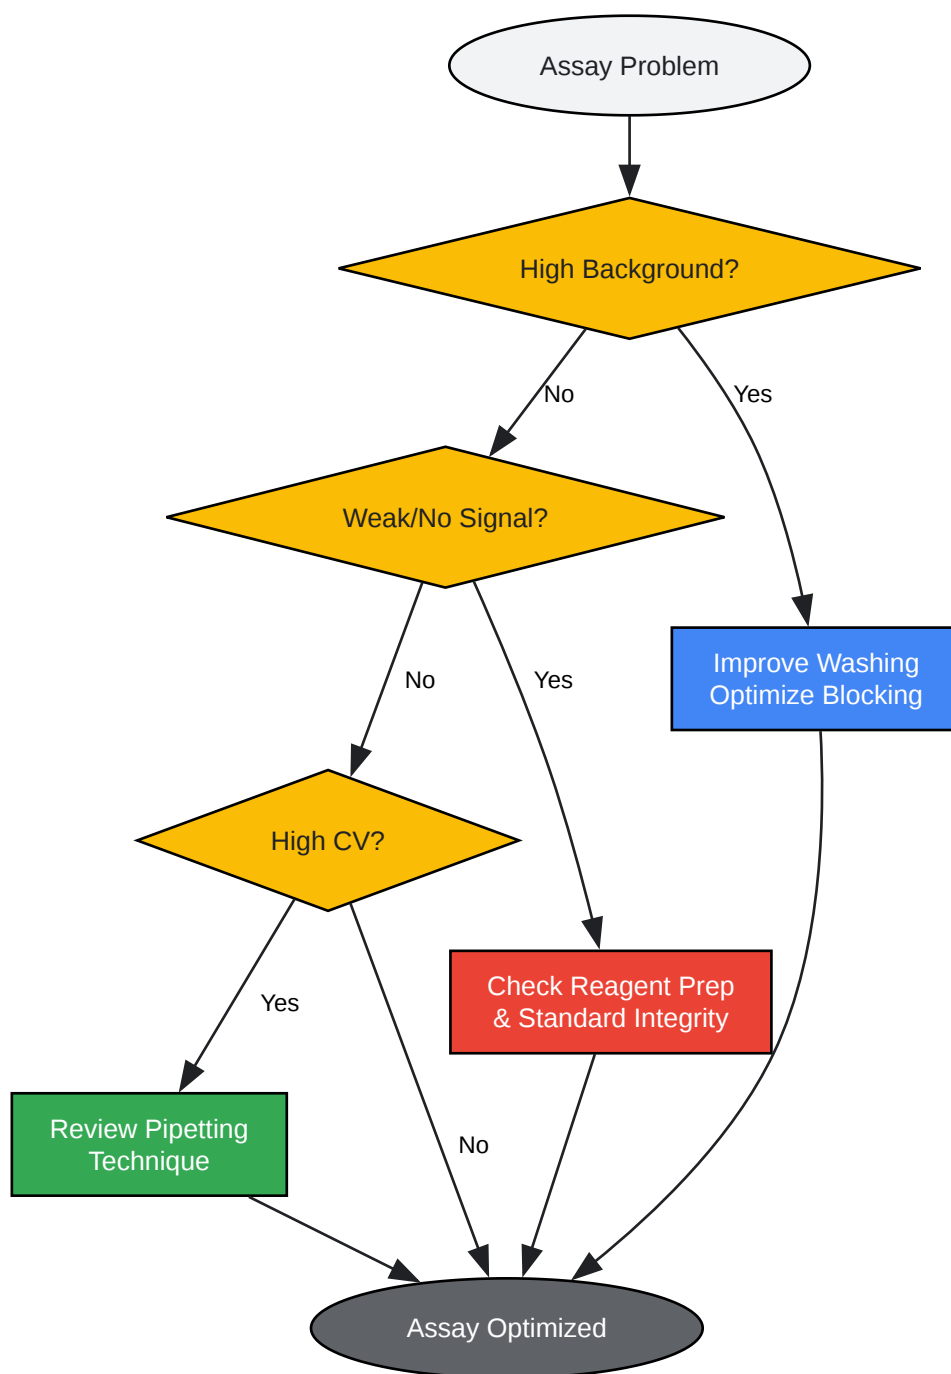 Assay Problem
High Background?
No
Yes
Weak/No Signal?
No
Yes
Improve Washing
Optimize Blocking
High CV?
Yes
No
Check Reagent Prep
& Standard Integrity
Review Pipetting
Technique
Assay Optimized